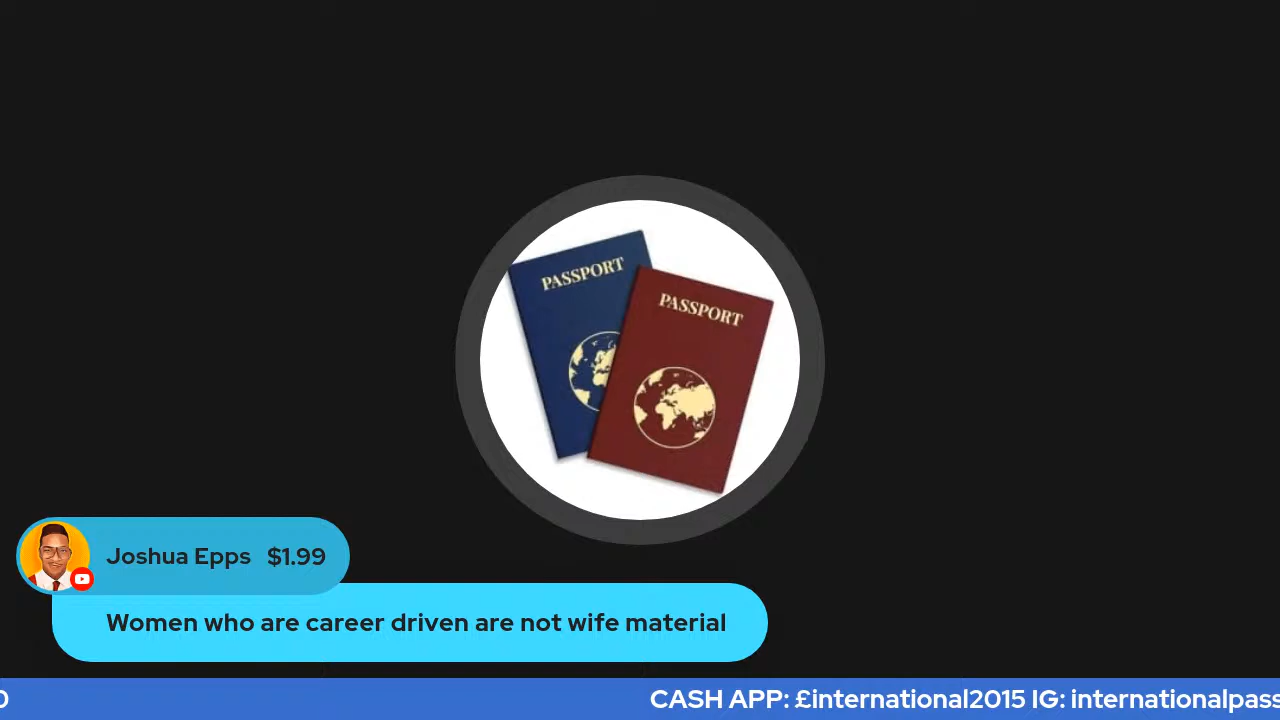 PASSPORT
PASSPORT
Joshua Epps $1.99
Women who are career driven are not wife material
CASH APP: £international2015 IG: internationalpass